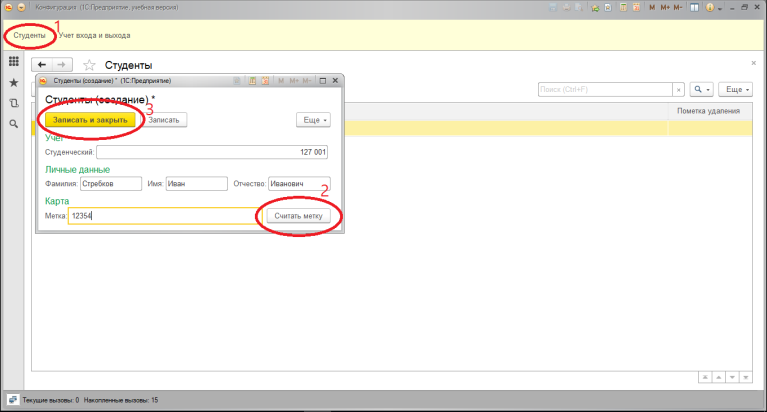 Конфигурация (1С:Предприятие, учебная версия)
M M+ M-
1
Студенты Учет входа и выхода
Студенты
Студенты (создание) * (1С:Предприятие)
M M+ M-
Студенты (создание) *
3
Записать и закрыть Записать Еще
Поиск (Ctrl+F) × Еще
Пометка удаления
Учет
Студенческий: 127 001
Личные данные
Фамилия: Стребков Имя: Иван Отчество: Иванович
2
Карта
Метка: 12354 Считать метку
Текущие вызовы: 0 Накопленные вызовы: 15